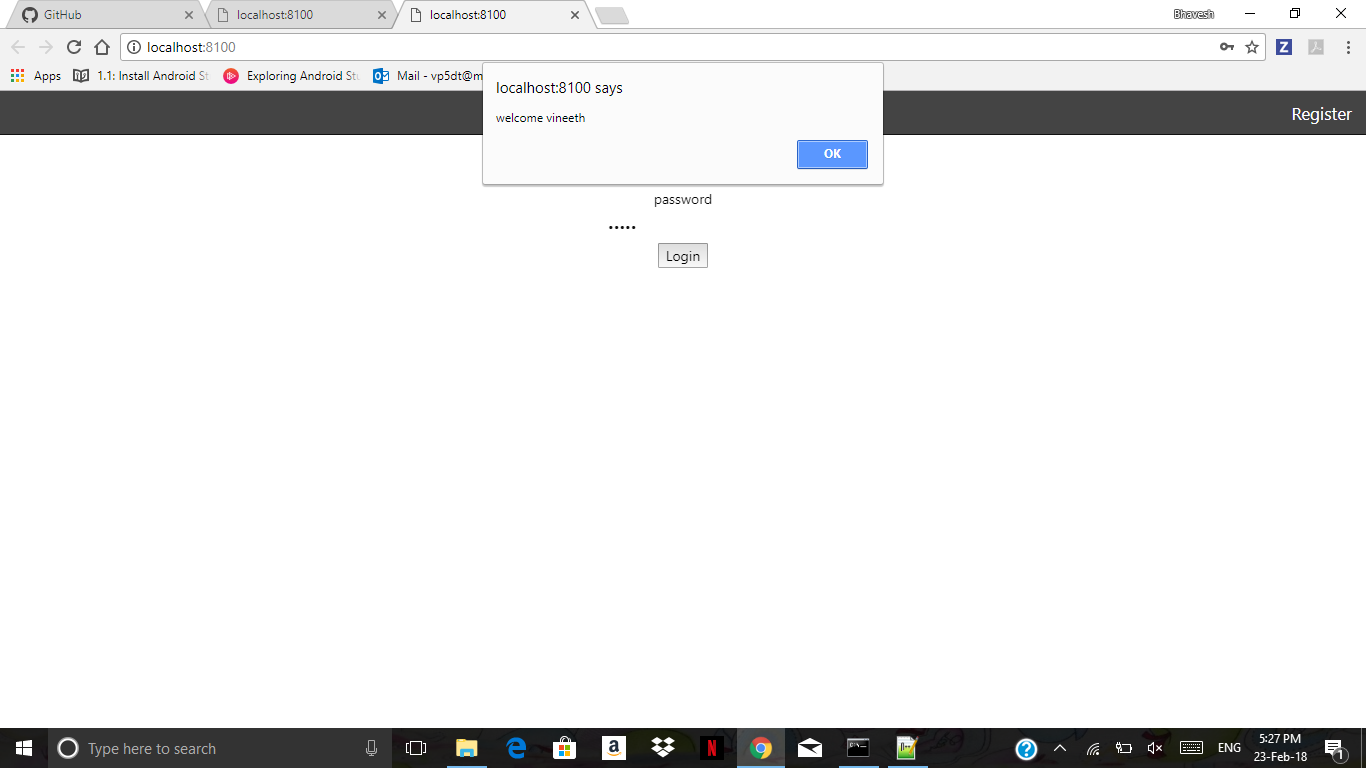 GitHub
localhost:8100
localhost:8100
Bhavesh
localhost:8100
Apps
1.1: Install Android St
Exploring Android Stu
Mail - vp5dt@m
localhost:8100 says
welcome vineeth
OK
Register
password
Login
Type here to search
ENG
5:27 PM
23-Feb-18
1